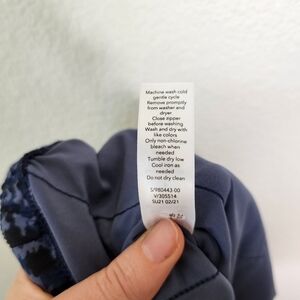 Machine wash cold
gentle cycle
Remove promptly
from washer and
dryer
Close zipper
before washing
Wash and dry with
like colors
Only non-chlorine
bleach when
needed
Tumble dry low
Cool iron as
needed
Do not dry clean
S/980443-00
V/305514
SU21 02/21